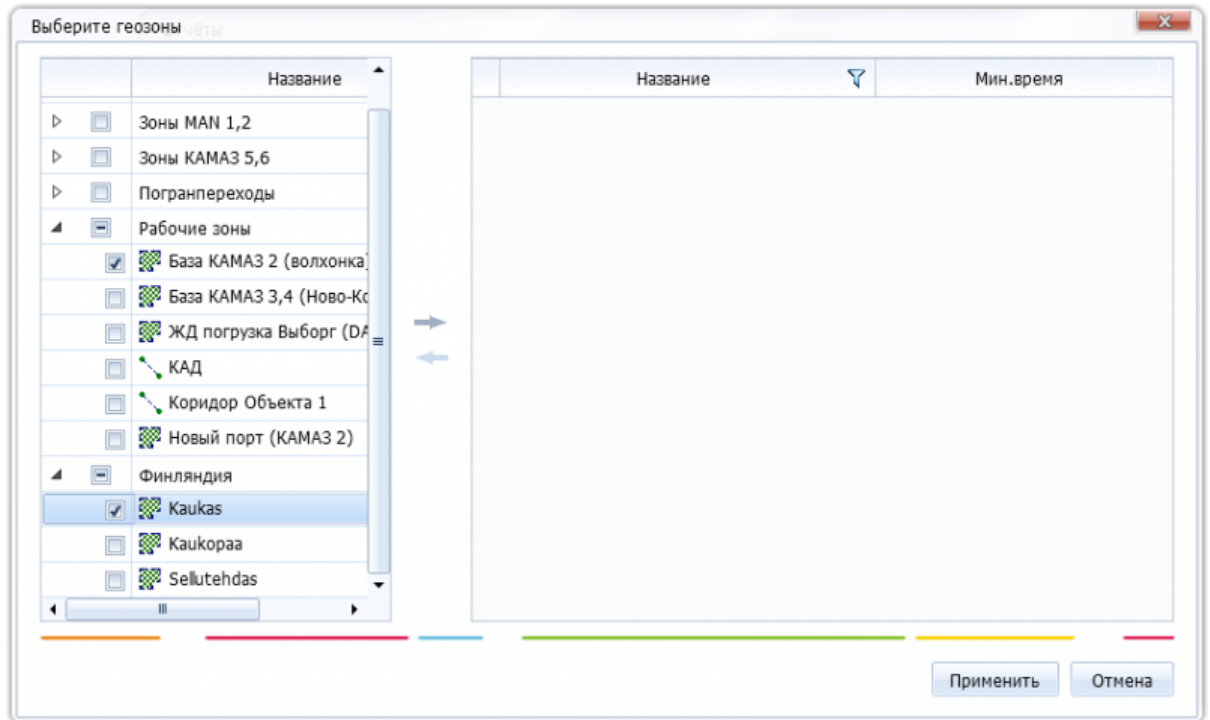 Выберите геозоны
Название
Название
Мин.время
Зоны MAN 1,2
Зоны КАМАЗ 5,6
Погранпереходы
Рабочие зоны
База КАМАЗ 2 (волхонка)
База КАМАЗ 3,4 (Ново-Ко
ЖД погрузка Выборг (DA
КАД
Коридор Объекта 1
Новый порт (КАМАЗ 2)
Финляндия
Kaukas
Kaukopaa
Sellutehdas
Применить
Отмена